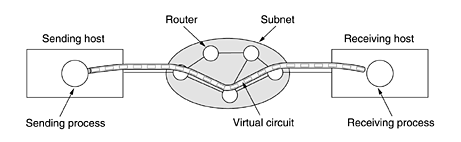 Router
Subnet
Sending host
Receiving host
Sending process
Virtual circuit
Receiving process